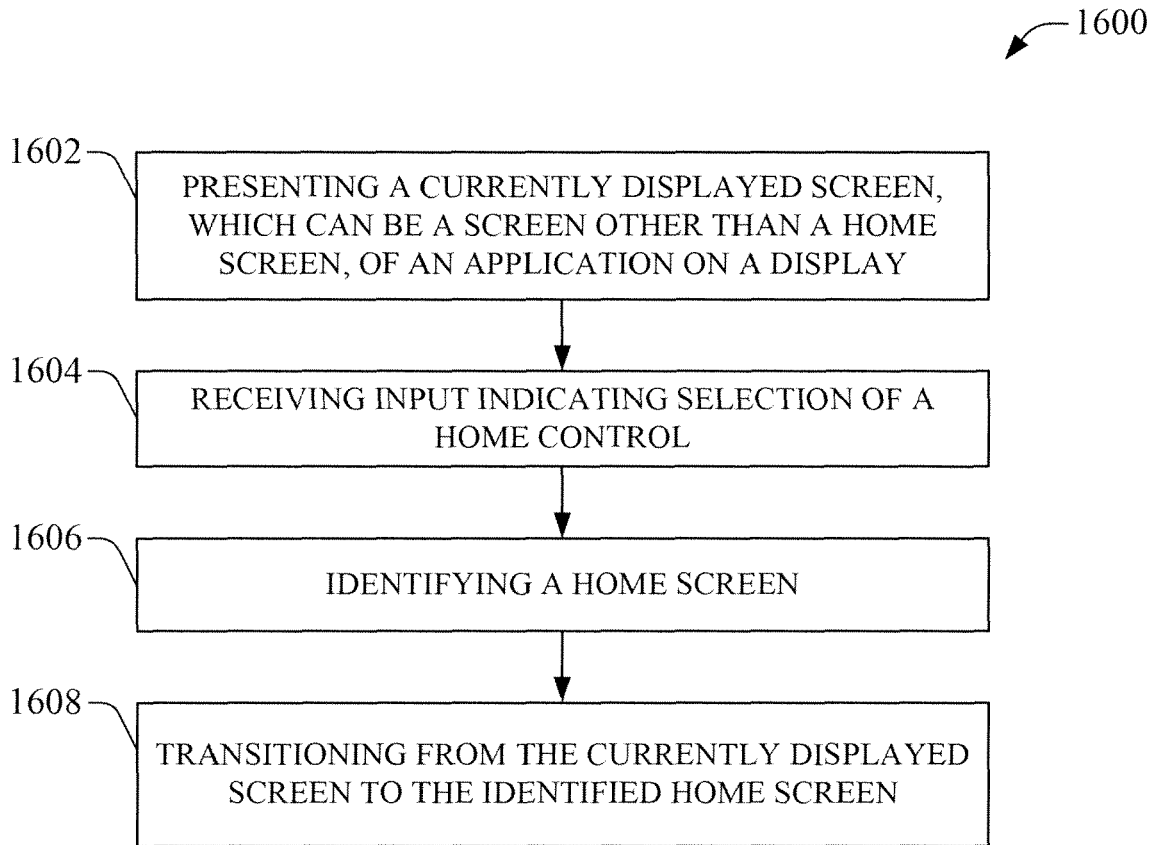 1600
1602
PRESENTING A CURRENTLY DISPLAYED SCREEN,
WHICH CAN BE A SCREEN OTHER THAN A HOME
SCREEN, OF AN APPLICATION ON A DISPLAY
1604
RECEIVING INPUT INDICATING SELECTION OF A
HOME CONTROL
1606
IDENTIFYING A HOME SCREEN
1608
TRANSITIONING FROM THE CURRENTLY DISPLAYED
SCREEN TO THE IDENTIFIED HOME SCREEN